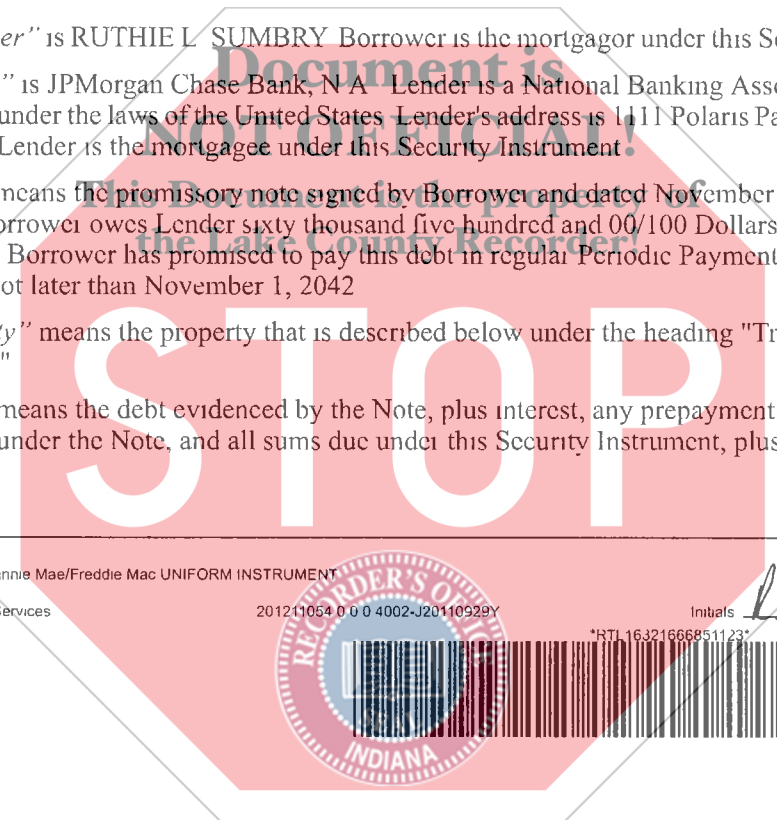 er" is RUTHIE L SUMBRY Borrower is the mortgagor under this Se
Document is
" is JPMorgan Chase Bank, N A Lender is a National Banking Asso
under the laws of the United States Lender's address is 1111 Polaris Pa
NOT OFFICIAL!
Lender is the mortgagee under this Security Instrument
This Document is the property of
means the promissory note signed by Borrower and dated November
orrower owes Lender sixty thousand five hundred and 00/100 Dollars
the Lake County Recorder!
Borrower has promised to pay this debt in regular Periodic Payment
ot later than November 1, 2042
y" means the property that is described below under the heading "Tr
"
STOP
means the debt evidenced by the Note, plus interest, any prepayment
under the Note, and all sums due under this Security Instrument, plus
nnie Mae/Freddie Mac UNIFORM INSTRUMENT
ervices 201211054 0 0 0 4002-J20110929Y Initials
*RTL16321666851123*
RECORDER'S OFFICE
SEAL
INDIANA